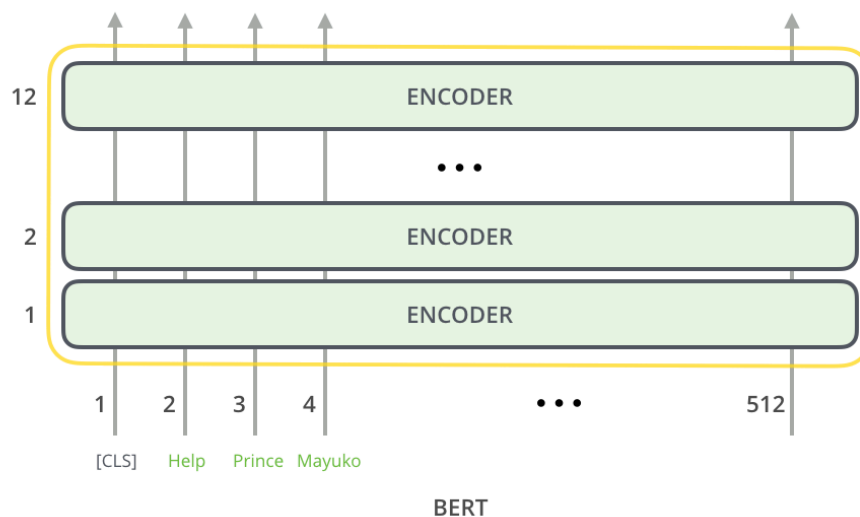 12 ENCODER
...
2 ENCODER
1 ENCODER
1 2 3 4 ... 512
[CLS] Help Prince Mayuko
BERT